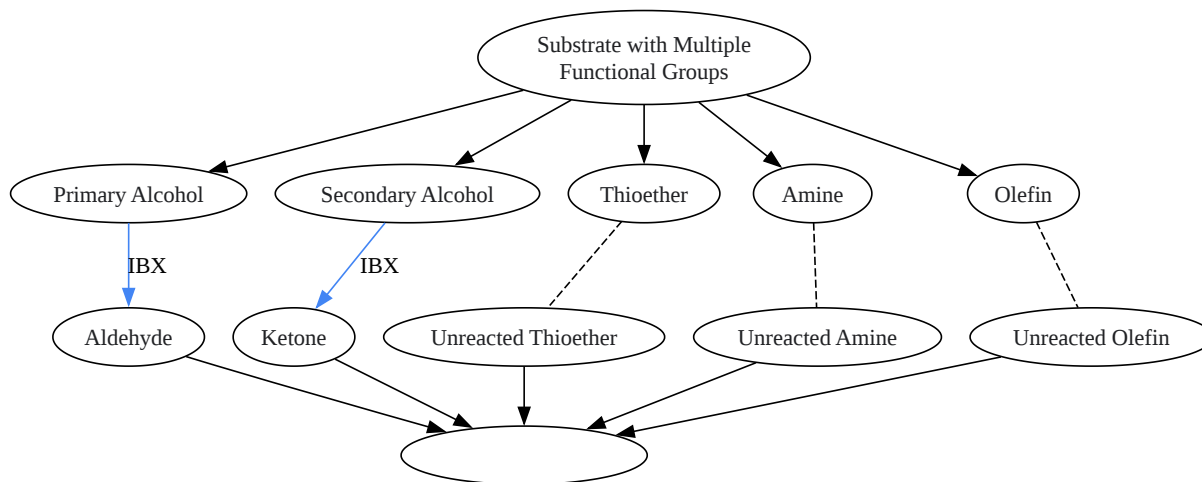 Substrate with Multiple
Functional Groups
Primary Alcohol
Secondary Alcohol
Thioether
Amine
Olefin
IBX
IBX
Aldehyde
Ketone
Unreacted Thioether
Unreacted Amine
Unreacted Olefin